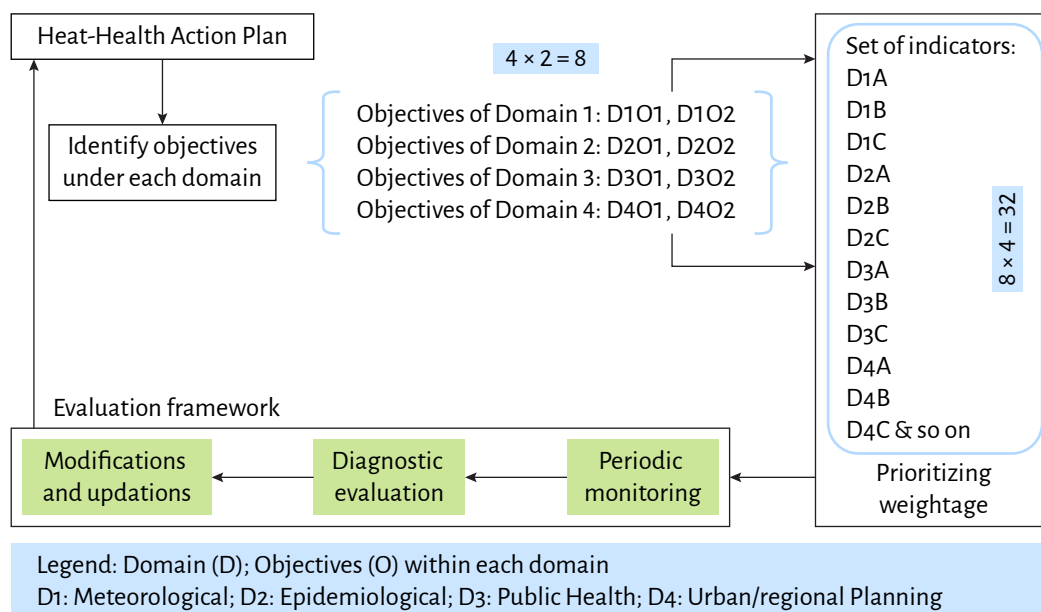 Heat-Health Action Plan
Identify objectives
under each domain
4 × 2 = 8
Objectives of Domain 1: D1O1, D1O2
Objectives of Domain 2: D2O1, D2O2
Objectives of Domain 3: D3O1, D3O2
Objectives of Domain 4: D4O1, D4O2
Set of indicators:
D1A
D1B
D1C
D2A
D2B
D2C
D3A
D3B
D3C
D4A
D4B
D4C & so on
8 × 4 = 32
Prioritizing
weightage
Evaluation framework
Modifications
and updations
Diagnostic
evaluation
Periodic
monitoring
Legend: Domain (D); Objectives (O) within each domain
D1: Meteorological; D2: Epidemiological; D3: Public Health; D4: Urban/regional Planning